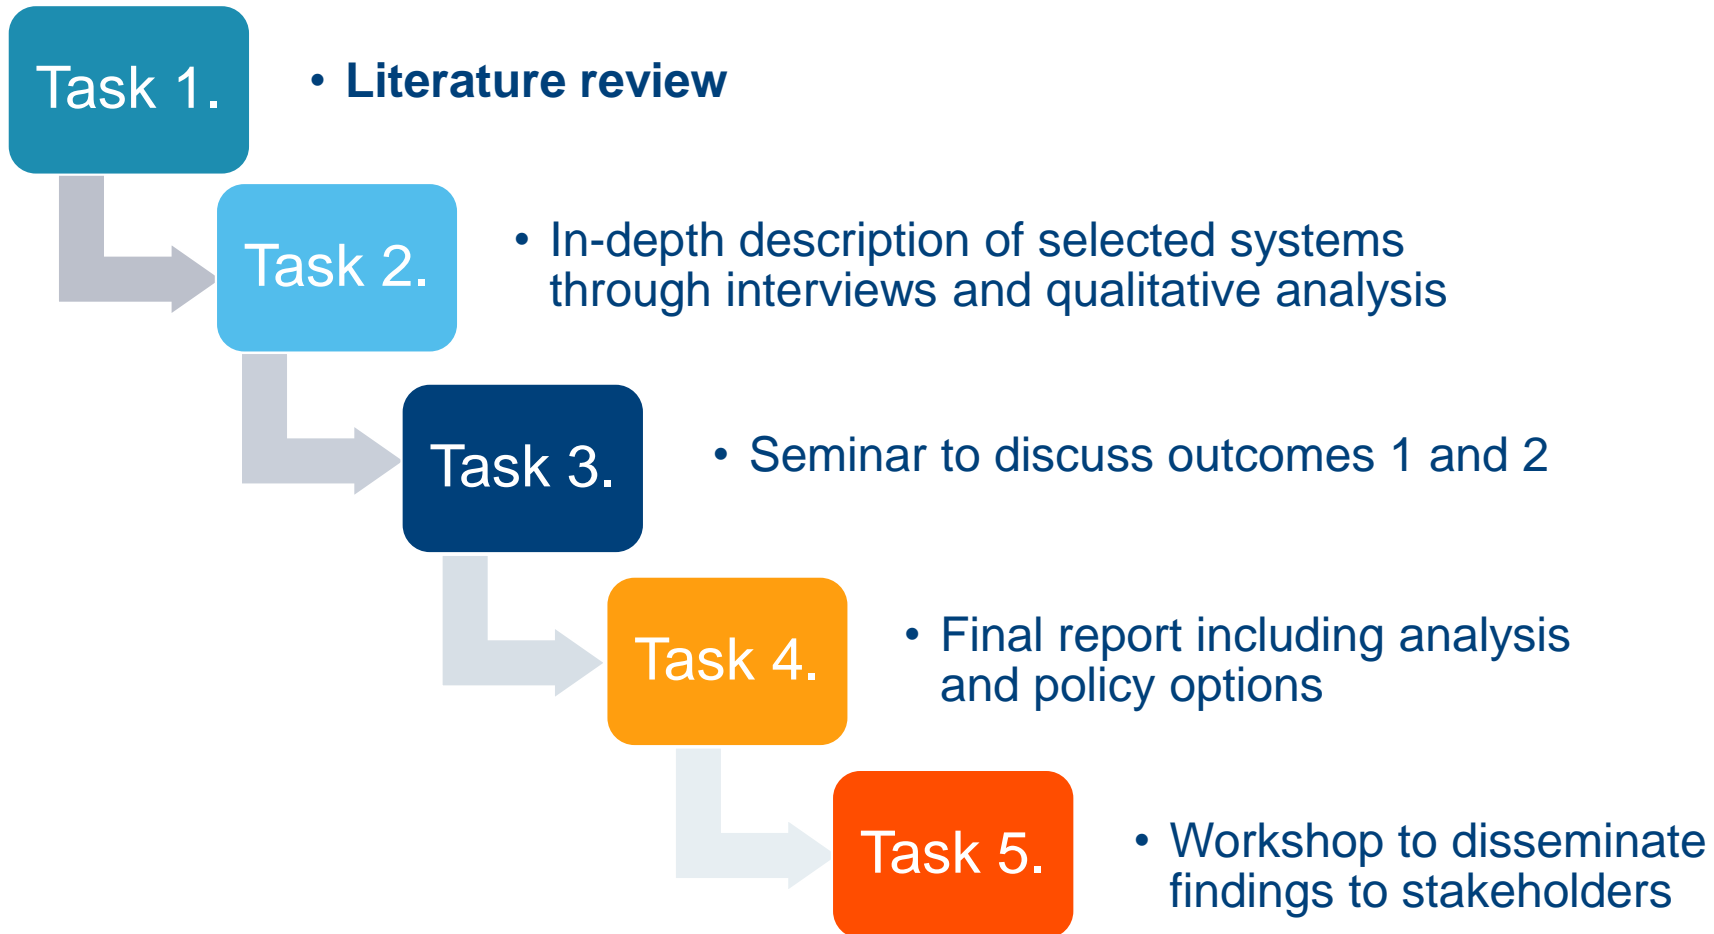 Task 1.
• Literature review
Task 2.
• In-depth description of selected systems
through interviews and qualitative analysis
Task 3.
• Seminar to discuss outcomes 1 and 2
Task 4.
• Final report including analysis
and policy options
Task 5.
• Workshop to disseminate
findings to stakeholders